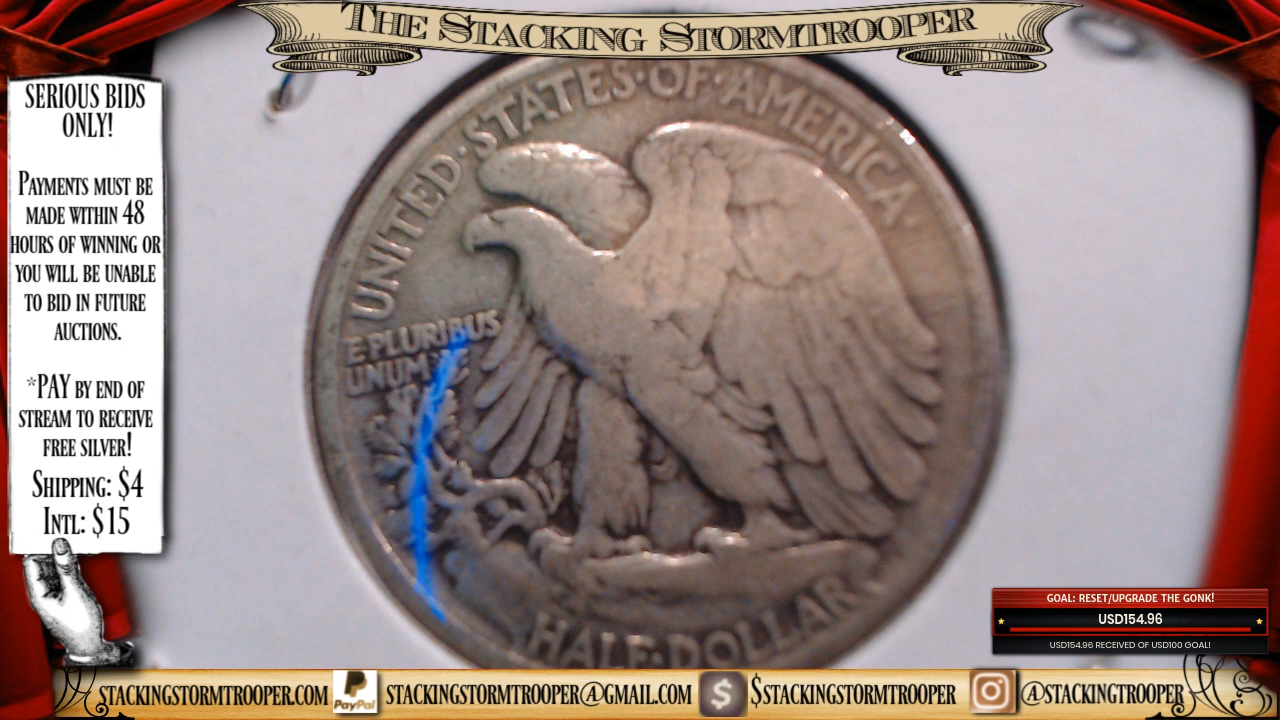 THE STACKING STORMTROOPER
SERIOUS BIDS
ONLY!
PAYMENTS MUST BE
MADE WITHIN 48
HOURS OF WINNING OR
YOU WILL BE UNABLE
TO BID IN FUTURE
AUCTIONS.
*PAY BY END OF
STREAM TO RECEIVE
FREE SILVER!
SHIPPING: $4
INTL: $15
UNITED·STATES·OF·AMERICA
E PLURIBUS
UNUM
HALF·DOLLAR
GOAL: RESET/UPGRADE THE GONK!
USD154.96
USD154.96 RECEIVED OF USD100 GOAL!
STACKINGSTORMTROOPER.COM
PayPal
STACKINGSTORMTROOPER@GMAIL.COM
$
$STACKINGSTORMTROOPER
@STACKINGTROOPER